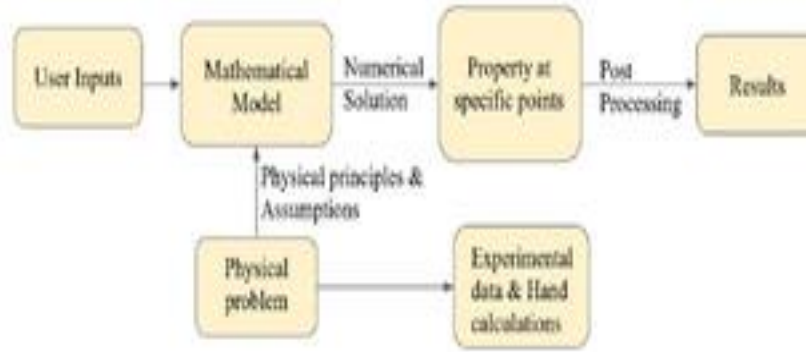 User Inputs
Mathematical
Model
Numerical
Solution
Property at
specific points
Post
Processing
Results
Physical principles &
Assumptions
Physical
problem
Experimental
data & Hand
calculations